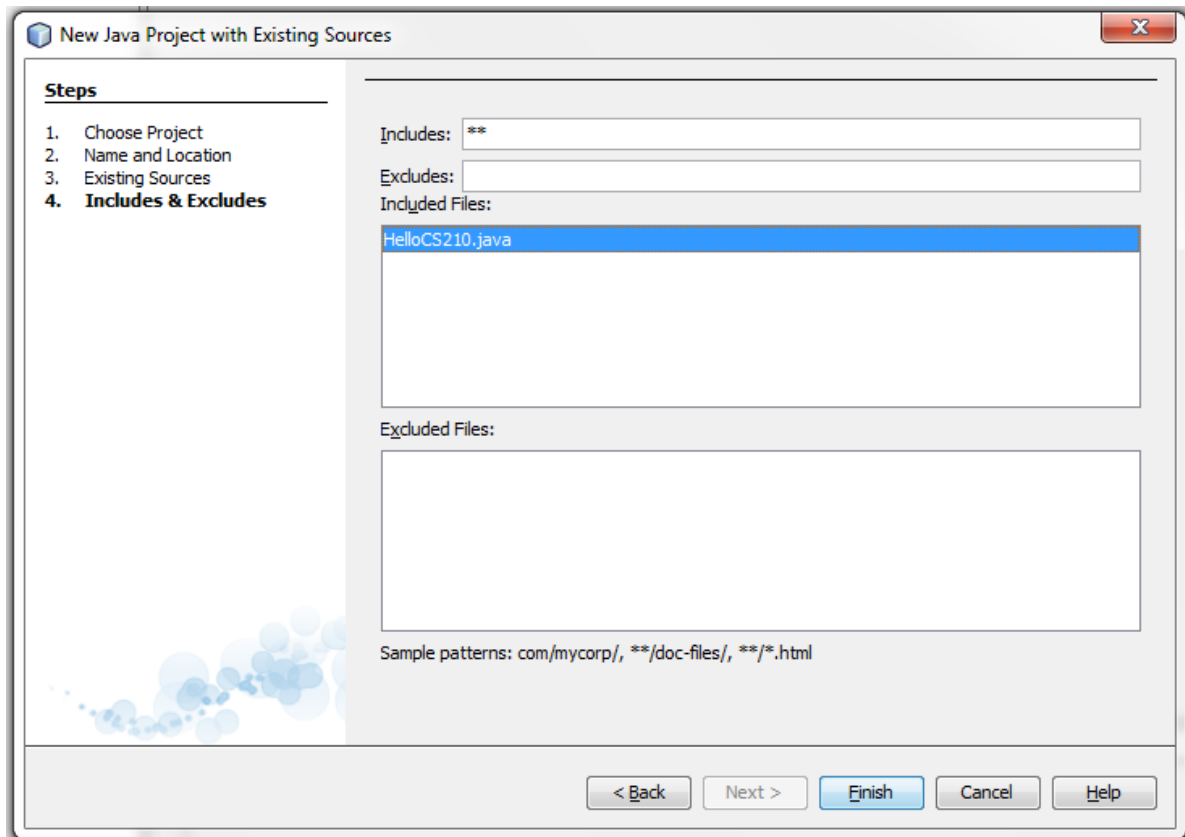 New Java Project with Existing Sources
Steps
1. Choose Project
2. Name and Location
3. Existing Sources
4. Includes & Excludes
Includes: **
Excludes:
Included Files:
HelloCS210.java
Excluded Files:
Sample patterns: com/mycorp/, **/doc-files/, **/*.html
< Back Next > Finish Cancel Help